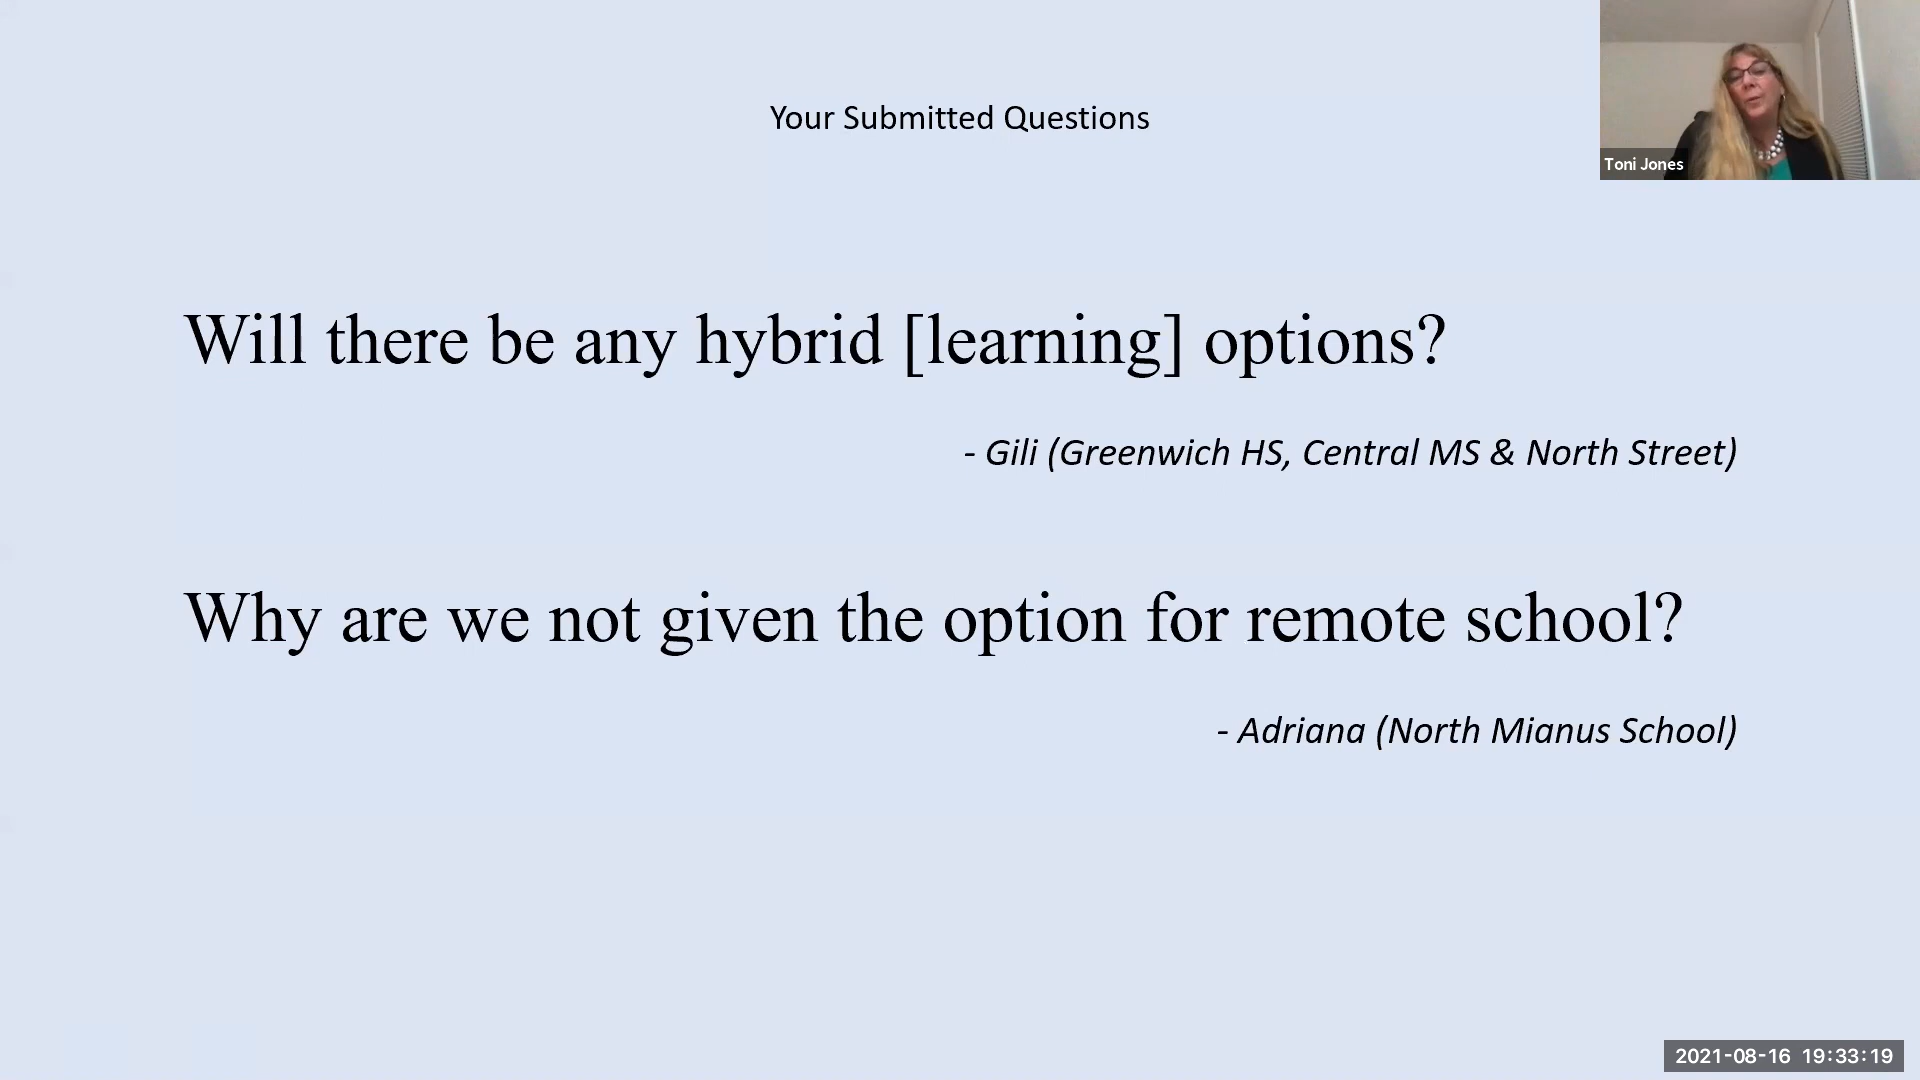 Your Submitted Questions
Toni Jones
Will there be any hybrid [learning] options?
- Gili (Greenwich HS, Central MS & North Street)
Why are we not given the option for remote school?
- Adriana (North Mianus School)
2021-08-16 19:33:19